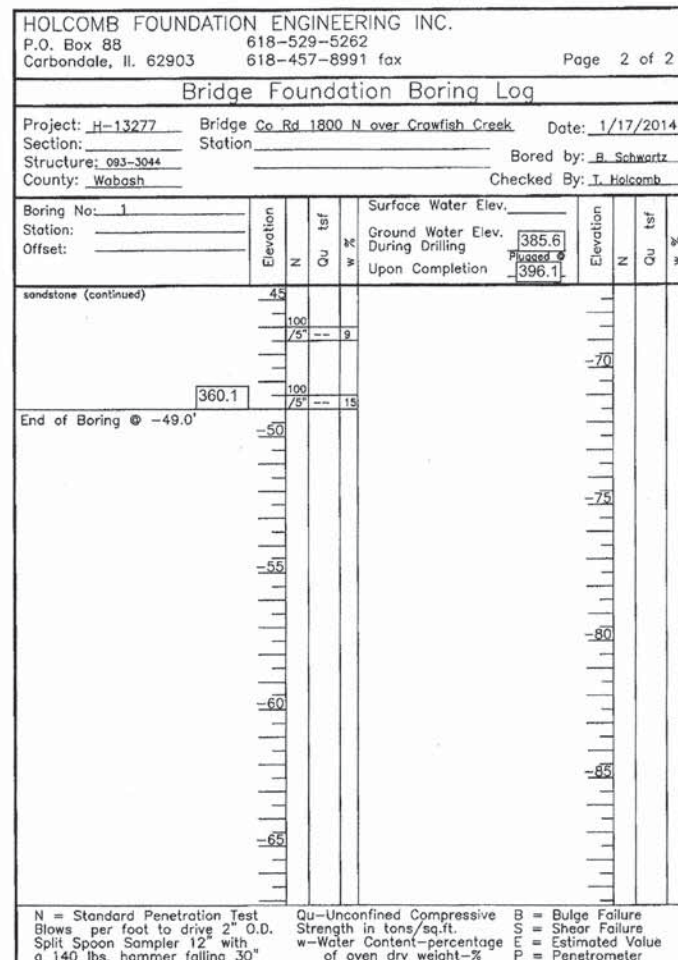 HOLCOMB FOUNDATION ENGINEERING INC.
P.O. Box 88 618-529-5262
Carbondale, Il. 62903 618-457-8991 fax Page 2 of 2
Bridge Foundation Boring Log
Project: H-13277 Bridge Co Rd 1800 N over Crawfish Creek Date: 1/17/2014
Section: Station
Structure: 093-3044 Bored by: B. Schwartz
County: Wabash Checked By: T. Holcomb
Boring No: 1
Station:
Offset:
Elevation N Qu tsf w %
Surface Water Elev.
Ground Water Elev.
During Drilling 385.6
Plugged @
Upon Completion 396.1
Elevation N Qu tsf w %
sandstone (continued) 45
100
/5" -- 9
-70
360.1 100
/5" -- 15
End of Boring @ -49.0'
-50
-75
-55
-80
-60
-85
-65
N = Standard Penetration Test
Blows per foot to drive 2" O.D.
Split Spoon Sampler 12" with
a 140 lbs. hammer falling 30"
Qu-Unconfined Compressive
Strength in tons/sq.ft.
w-Water Content-percentage
of oven dry weight-%
B = Bulge Failure
S = Shear Failure
E = Estimated Value
P = Penetrometer